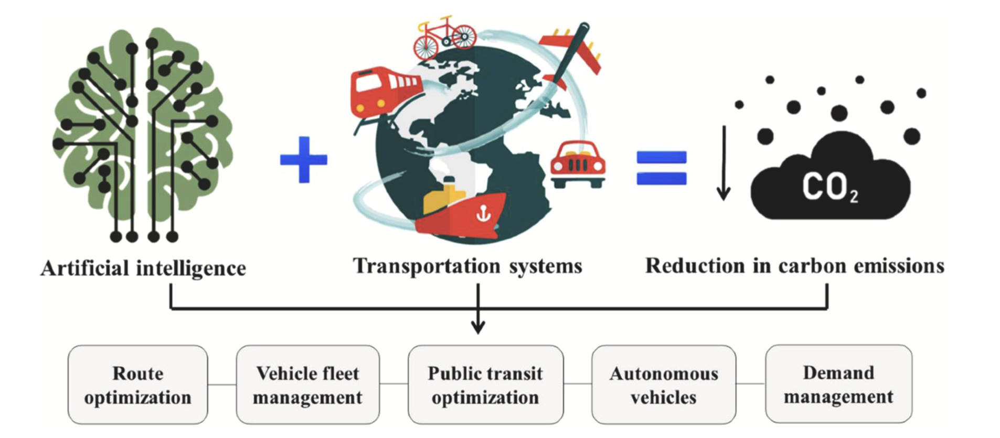 CO₂
Artificial intelligence
Transportation systems
Reduction in carbon emissions
Route
optimization
Vehicle fleet
management
Public transit
optimization
Autonomous
vehicles
Demand
management